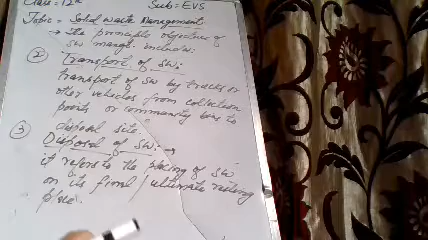 Class = 12th Sub = EVS
Topic = Solid waste Management
→ The principle objective of
SW manag. includes:
② Transport of SW:
Transport of SW by trucks or
other vehicles from collection
points or community bins to
disposal site.
③ Disposal of SW: →
it refers to the placing of SW
on its final / ultimate resting
place.